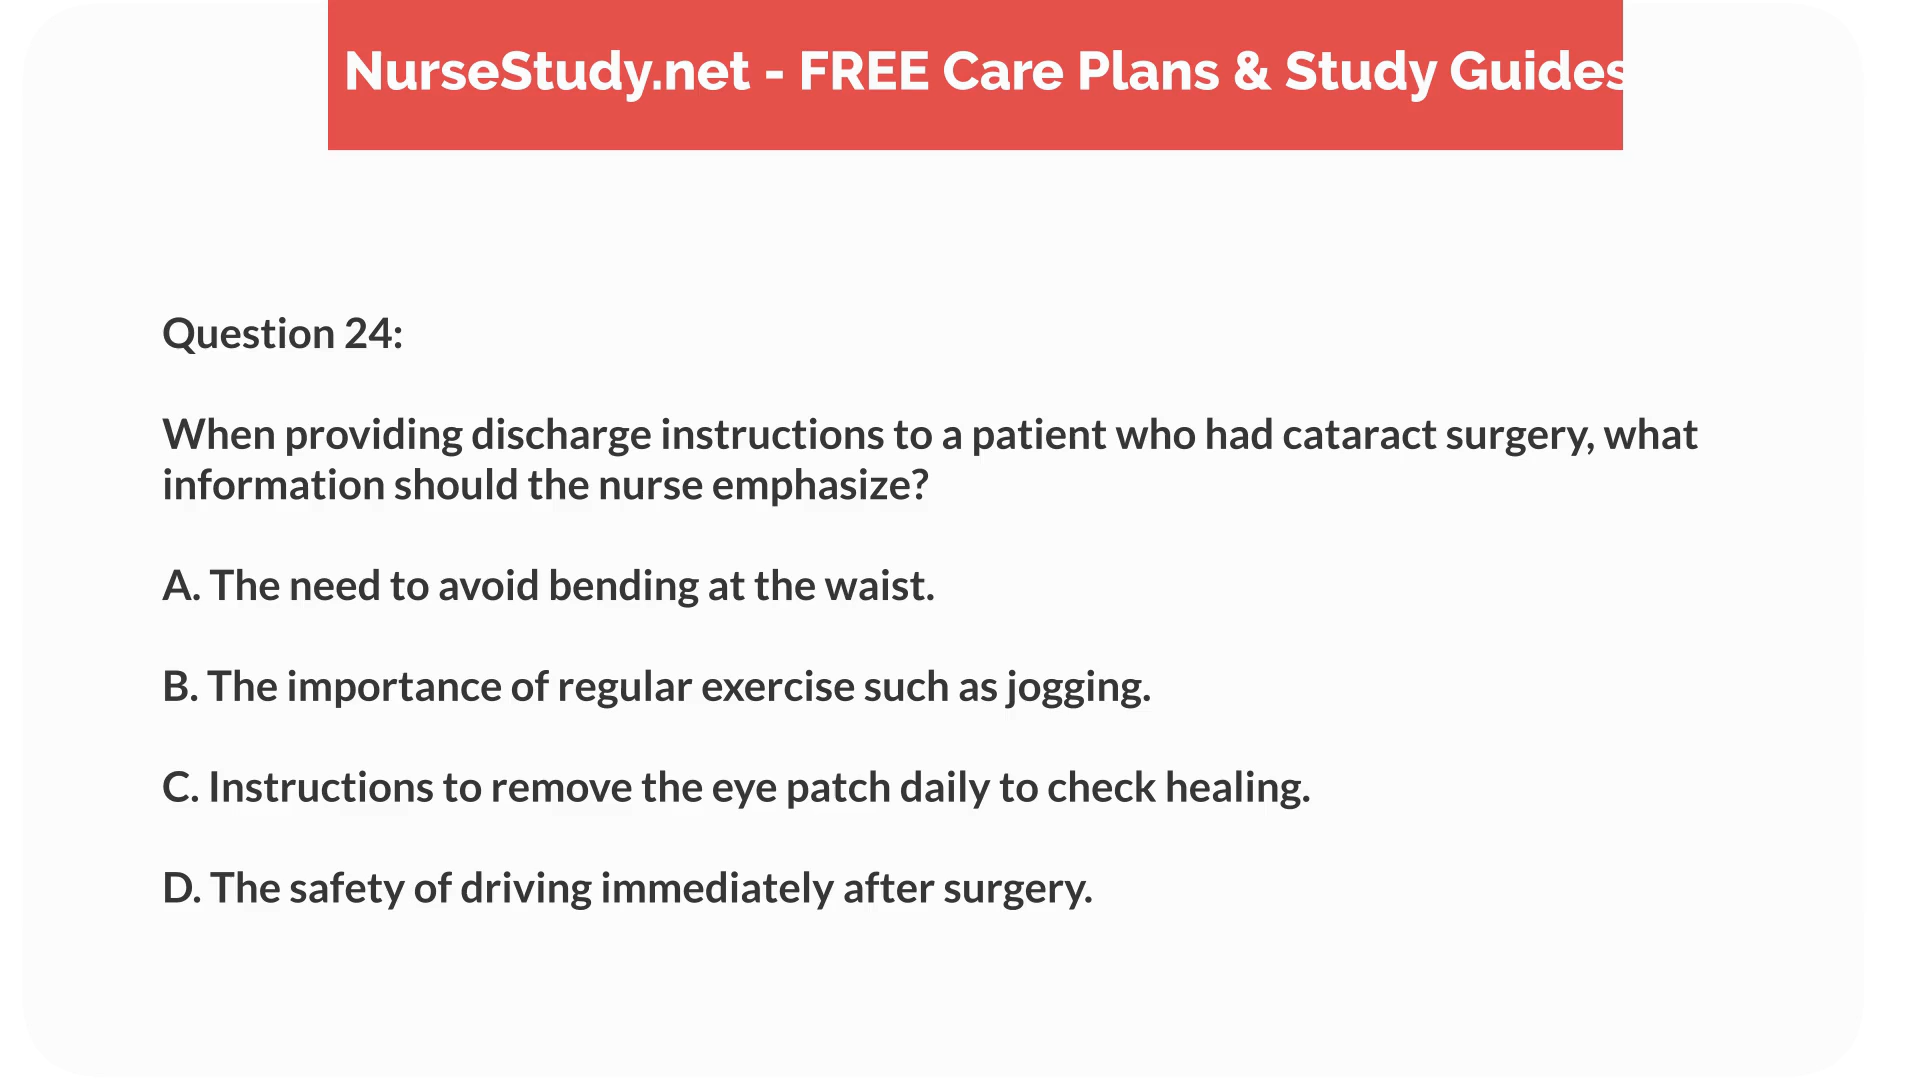 NurseStudy.net - FREE Care Plans & Study Guides
Question 24:
When providing discharge instructions to a patient who had cataract surgery, what
information should the nurse emphasize?
A. The need to avoid bending at the waist.
B. The importance of regular exercise such as jogging.
C. Instructions to remove the eye patch daily to check healing.
D. The safety of driving immediately after surgery.